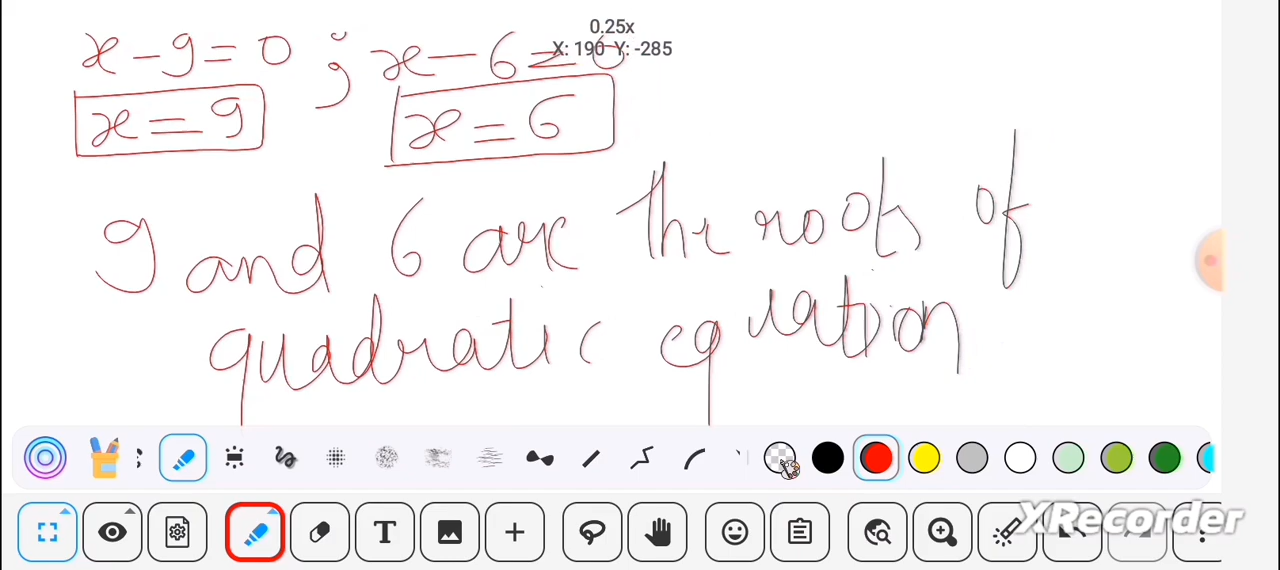 0.25x
X: 190 Y: -285
x - 9 = 0 ; x - 6 = 0
x = 9 x = 6
9 and 6 are the roots of
quadratic equation
T
XRecorder